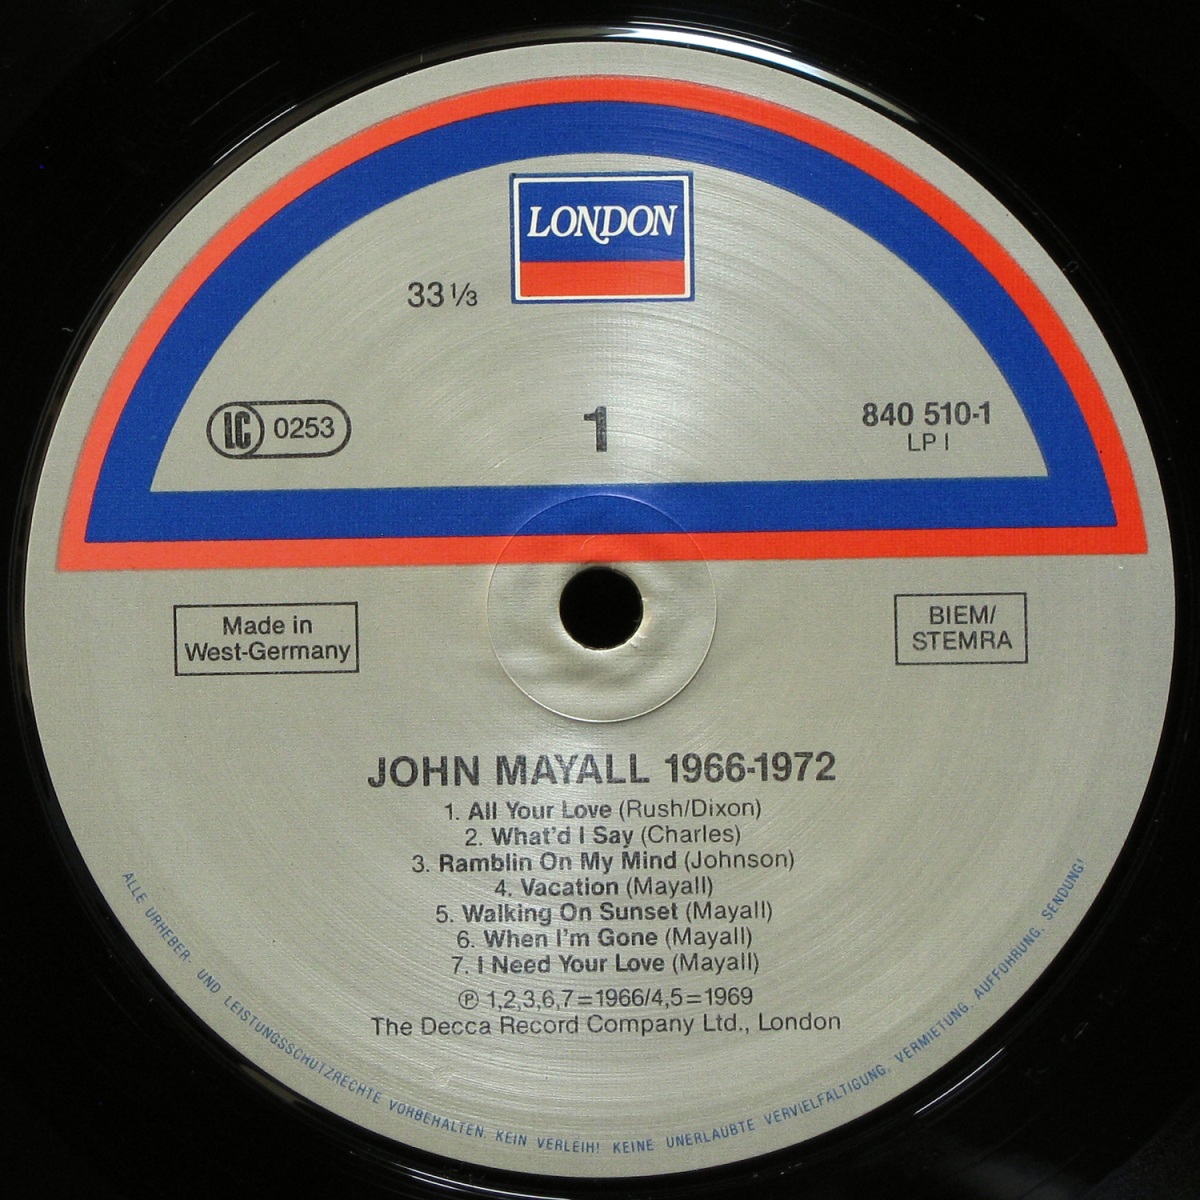 LONDON
33 1/3
LC 0253
1
840 510-1
LP I
Made in
West-Germany
BIEM/
STEMRA
JOHN MAYALL 1966-1972
1. All Your Love (Rush/Dixon)
2. What'd I Say (Charles)
3. Ramblin On My Mind (Johnson)
4. Vacation (Mayall)
5. Walking On Sunset (Mayall)
6. When I'm Gone (Mayall)
7. I Need Your Love (Mayall)
Ⓟ 1,2,3,6,7=1966/4,5=1969
The Decca Record Company Ltd., London
ALLE URHEBER- UND LEISTUNGSSCHUTZRECHTE VORBEHALTEN. KEIN VERLEIH! KEINE UNERLAUBTE VERVIELFÄLTIGUNG, VERMIETUNG, AUFFÜHRUNG, SENDUNG!